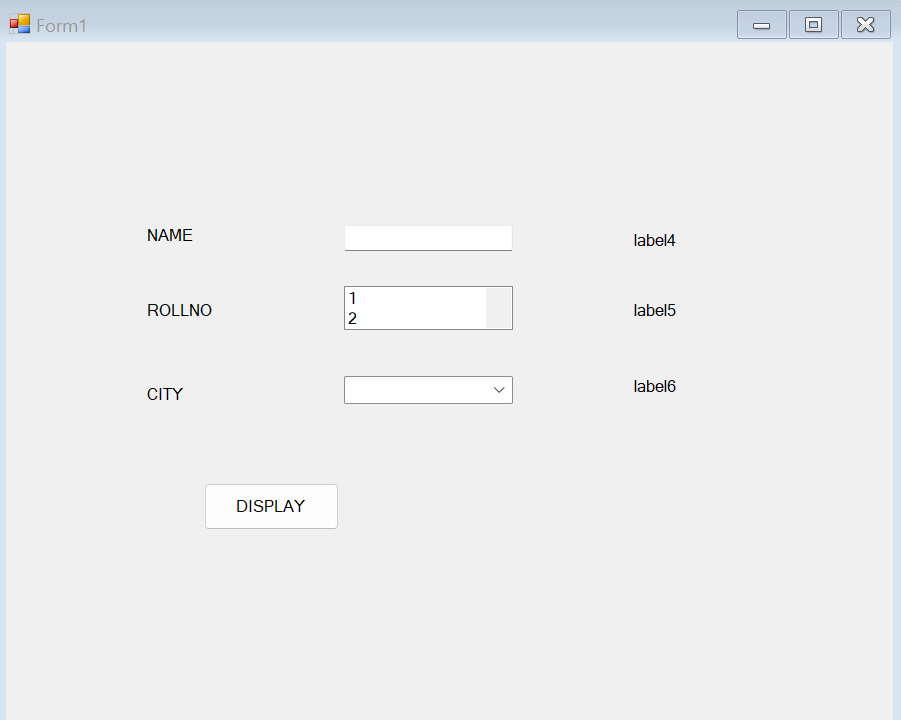 Form1
NAME
label4
1
2
ROLLNO
label5
CITY
label6
DISPLAY